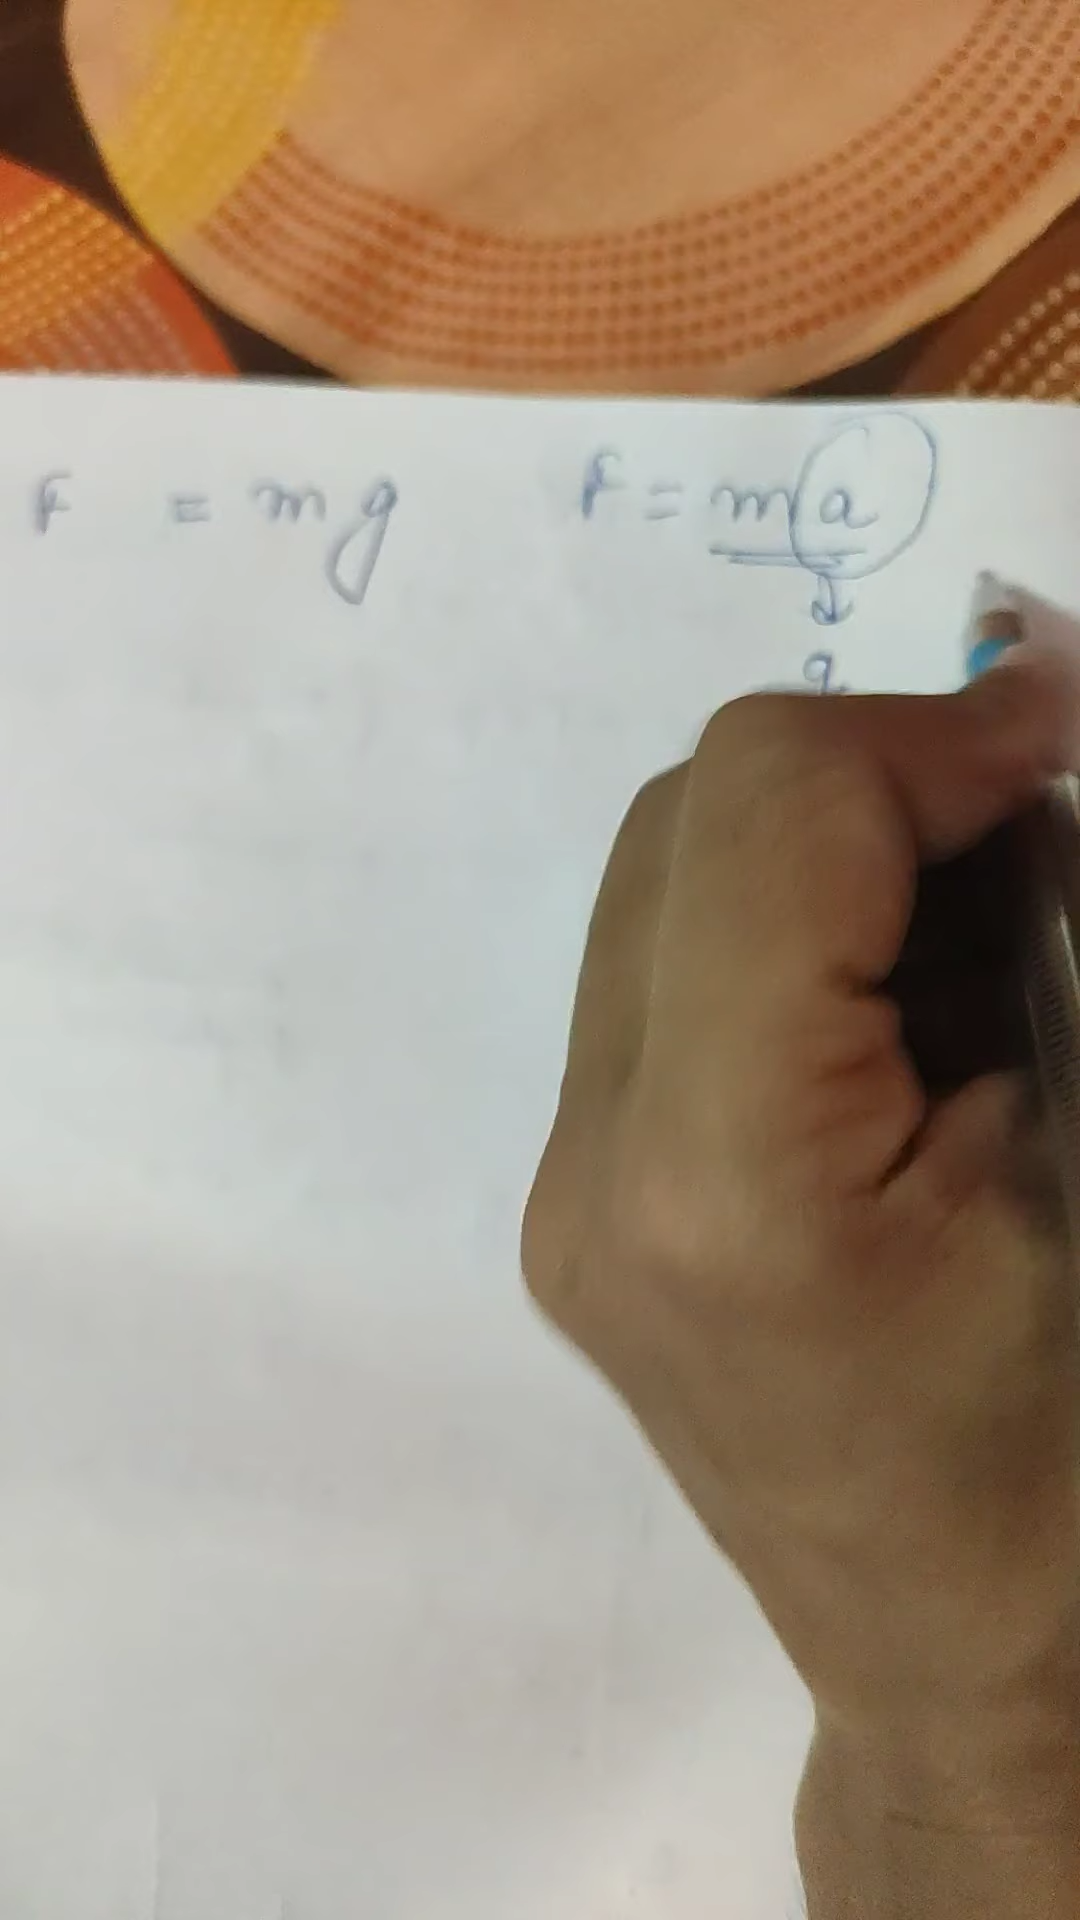 F = mg F = ma
↓
g